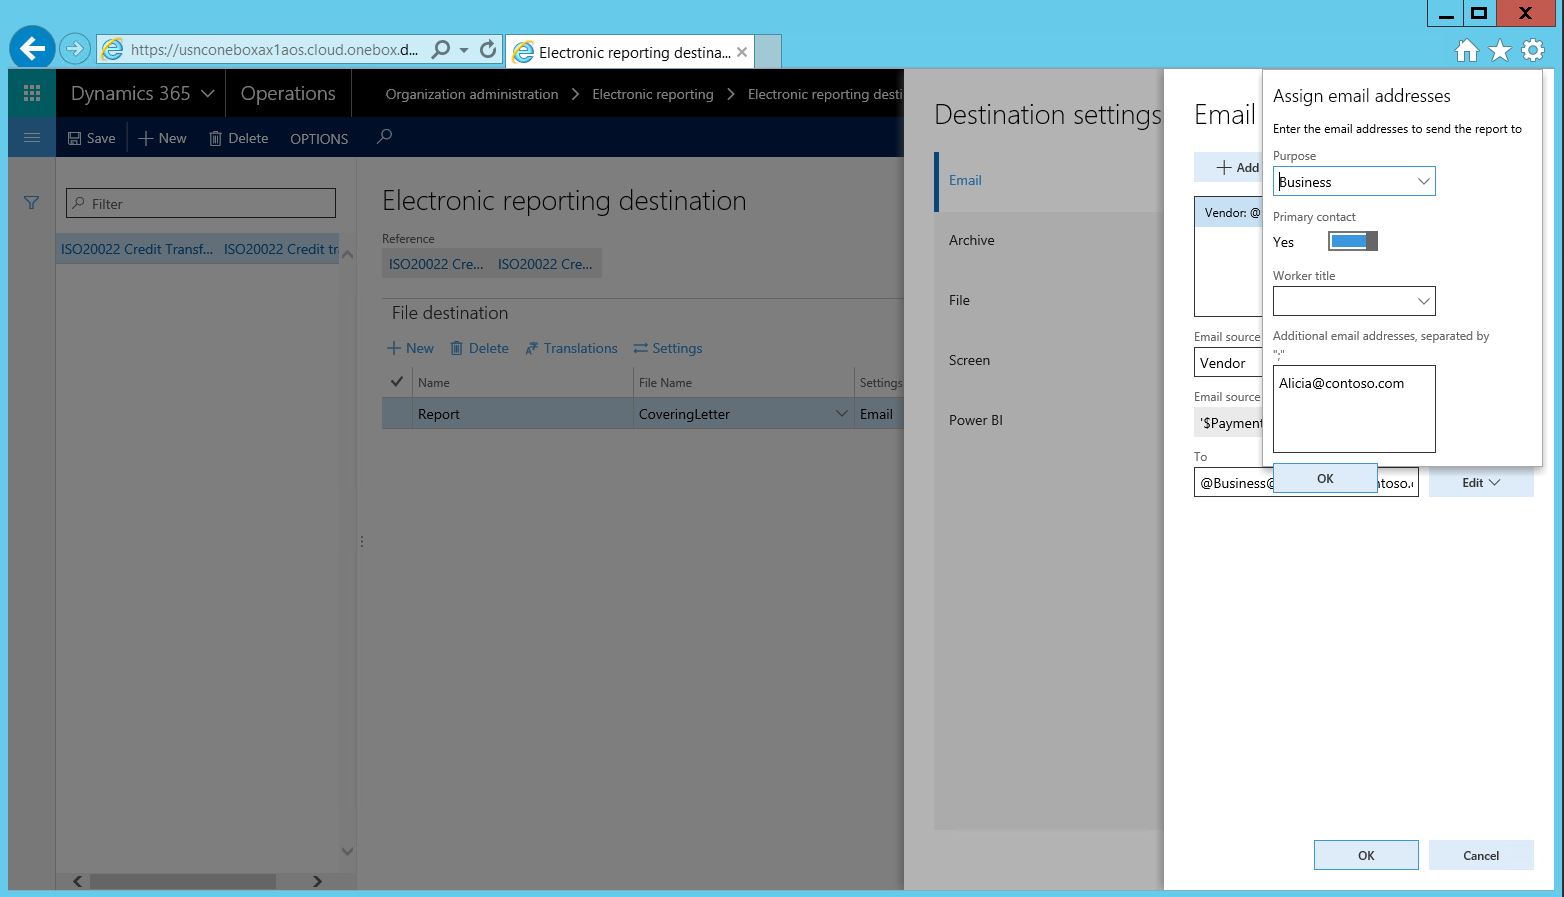 https://usnconeboxax1aos.cloud.onebox.d...
Electronic reporting destina...
Dynamics 365
Operations
Organization administration > Electronic reporting > Electronic reporting desti
Save
New
Delete
OPTIONS
Filter
ISO20022 Credit Transf... ISO20022 Credit tr
Electronic reporting destination
Reference
ISO20022 Cre... ISO20022 Cre...
File destination
New
Delete
Translations
Settings
Name
File Name
Settings
Report
CoveringLetter
Email
Destination settings
Email
Archive
File
Screen
Power BI
Email
Add
Vendor: @
Email source
Vendor
Email source
'$Payment
To
@Business@
ntoso.c
Edit
Assign email addresses
Enter the email addresses to send the report to
Purpose
Business
Primary contact
Yes
Worker title
Additional email addresses, separated by
";"
Alicia@contoso.com
OK
OK
Cancel